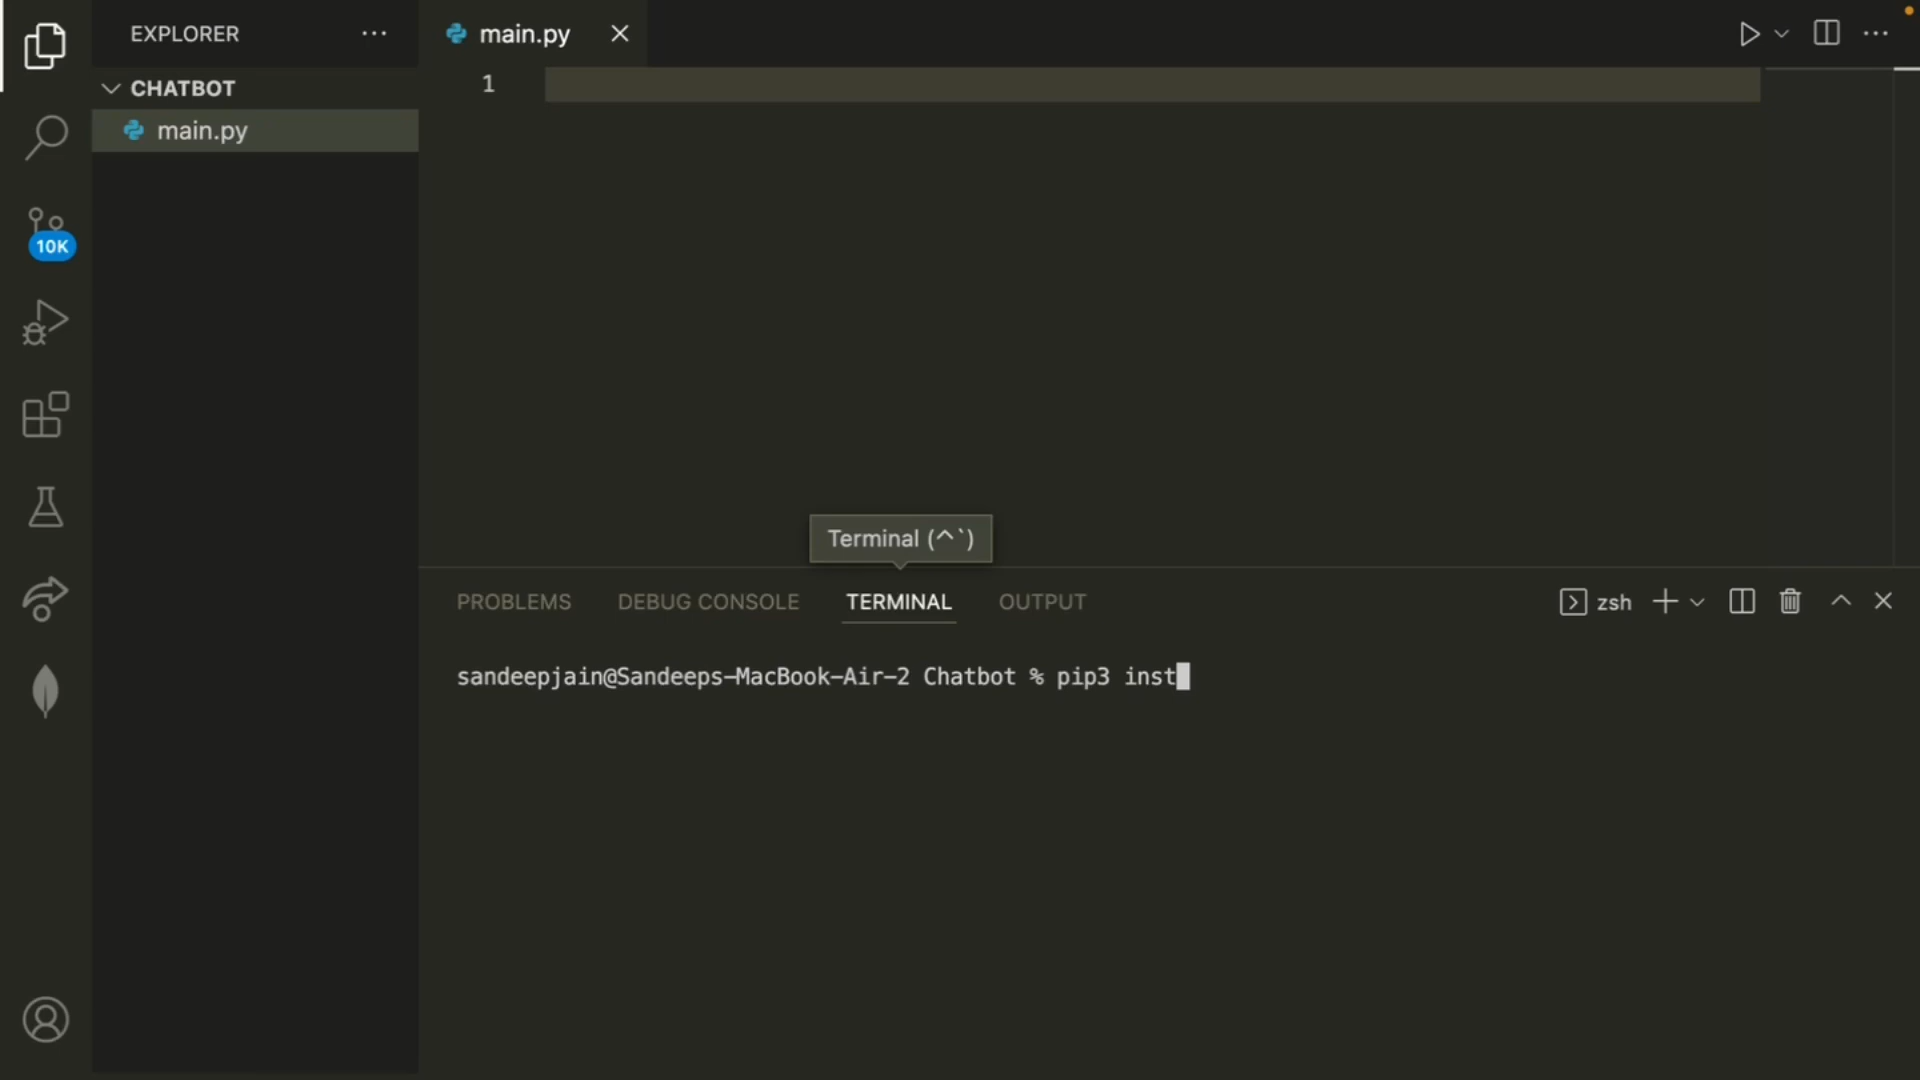 EXPLORER
main.py
CHATBOT
1
main.py
10K
Terminal (^`)
PROBLEMS DEBUG CONSOLE TERMINAL OUTPUT zsh
sandeepjain@Sandeeps-MacBook-Air-2 Chatbot % pip3 inst